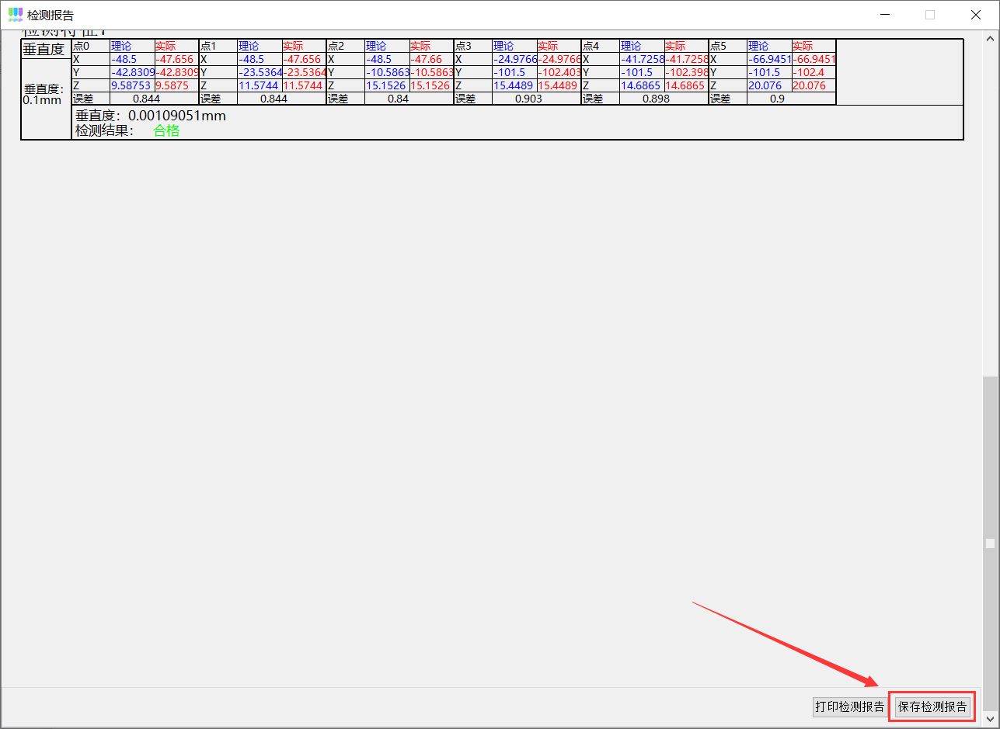 检测报告
检测特征1
垂直度 点0 理论 实际 点1 理论 实际 点2 理论 实际 点3 理论 实际 点4 理论 实际 点5 理论 实际
X -48.5 -47.656 X -48.5 -47.656 X -48.5 -47.66 X -24.9766 -24.9766 X -41.7258 -41.7258 X -66.9451 -66.9451
Y -42.8309 -42.8309 Y -23.5364 -23.5364 Y -10.5863 -10.5863 Y -101.5 -102.403 Y -101.5 -102.398 Y -101.5 -102.4
Z 9.58753 9.5875 Z 11.5744 11.5744 Z 15.1526 15.1526 Z 15.4489 15.4489 Z 14.6865 14.6865 Z 20.076 20.076
垂直度：
0.1mm
误差 0.844 误差 0.844 误差 0.84 误差 0.903 误差 0.898 误差 0.9
垂直度：0.00109051mm
检测结果： 合格
打印检测报告 保存检测报告